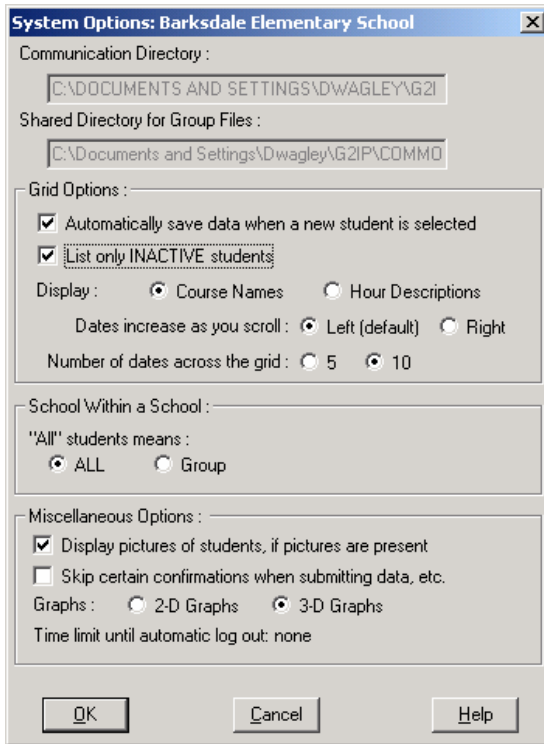 System Options: Barksdale Elementary School
Communication Directory :
C:\DOCUMENTS AND SETTINGS\DWAGLEY\G2I
Shared Directory for Group Files :
C:\Documents and Settings\Dwagley\G2IP\COMMO
Grid Options :
Automatically save data when a new student is selected
List only INACTIVE students
Display : Course Names Hour Descriptions
Dates increase as you scroll : Left (default) Right
Number of dates across the grid : 5 10
School Within a School :
"All" students means :
ALL Group
Miscellaneous Options :
Display pictures of students, if pictures are present
Skip certain confirmations when submitting data, etc.
Graphs : 2-D Graphs 3-D Graphs
Time limit until automatic log out: none
OK Cancel Help